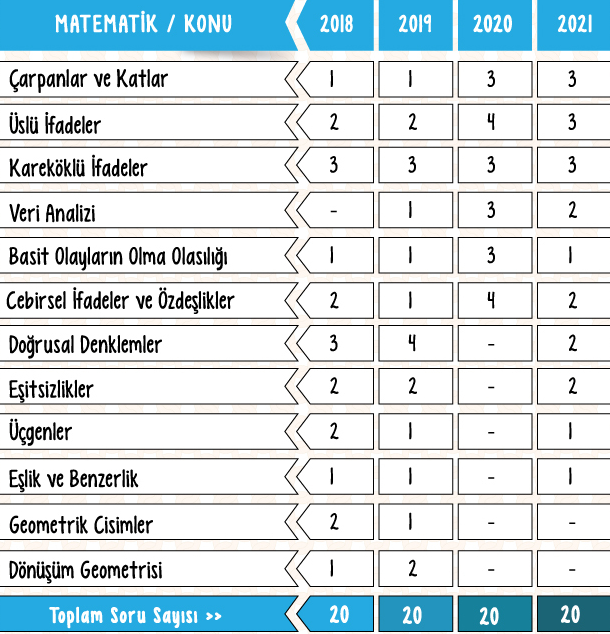 MATEMATİK / KONU 2018 2019 2020 2021
Çarpanlar ve Katlar 1 1 3 3
Üslü İfadeler 2 2 4 3
Kareköklü İfadeler 3 3 3 3
Veri Analizi - 1 3 2
Basit Olayların Olma Olasılığı 1 1 3 1
Cebirsel İfadeler ve Özdeşlikler 2 1 4 2
Doğrusal Denklemler 3 4 - 2
Eşitsizlikler 2 2 - 2
Üçgenler 2 1 - 1
Eşlik ve Benzerlik 1 1 - 1
Geometrik Cisimler 2 1 - -
Dönüşüm Geometrisi 1 2 - -
Toplam Soru Sayısı >> 20 20 20 20